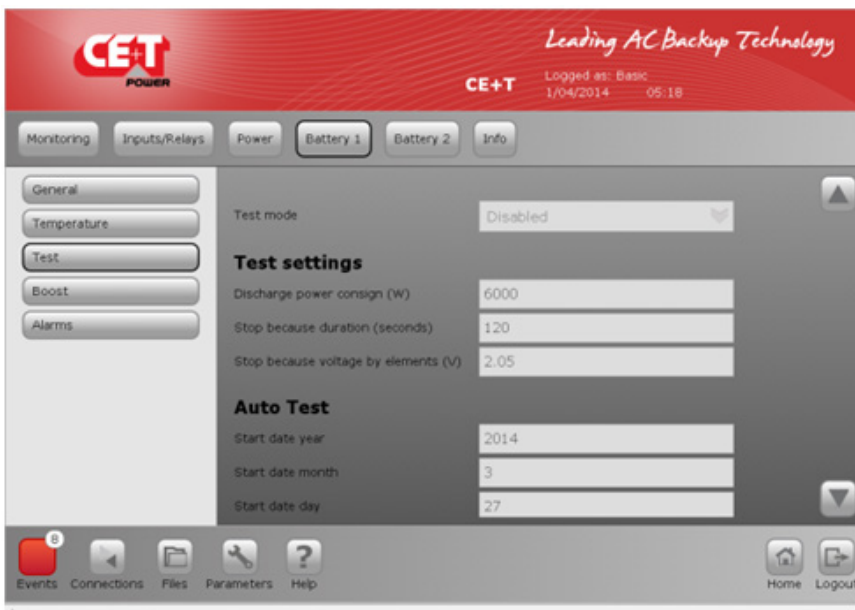 CE+T
POWER
Leading AC Backup Technology
CE+T
Logged as: Basic
1/04/2014 05:18
Monitoring Inputs/Relays Power Battery 1 Battery 2 Info
General
Temperature
Test
Boost
Alarms
Test mode Disabled
Test settings
Discharge power consign (W) 6000
Stop because duration (seconds) 120
Stop because voltage by elements (V) 2.05
Auto Test
Start date year 2014
Start date month 3
Start date day 27
8
?
Events Connections Files Parameters Help Home Logout